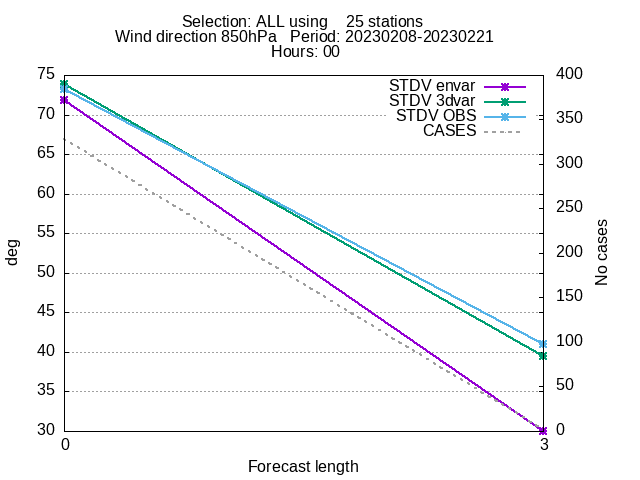 Selection: ALL using    25 stations
Wind direction 850hPa   Period: 20230208-20230221
Hours: 00
STDV envar
STDV 3dvar
STDV OBS
CASES
75
70
65
60
55
50
45
40
35
30
400
350
300
250
200
150
100
50
0
deg
No cases
0
3
Forecast length